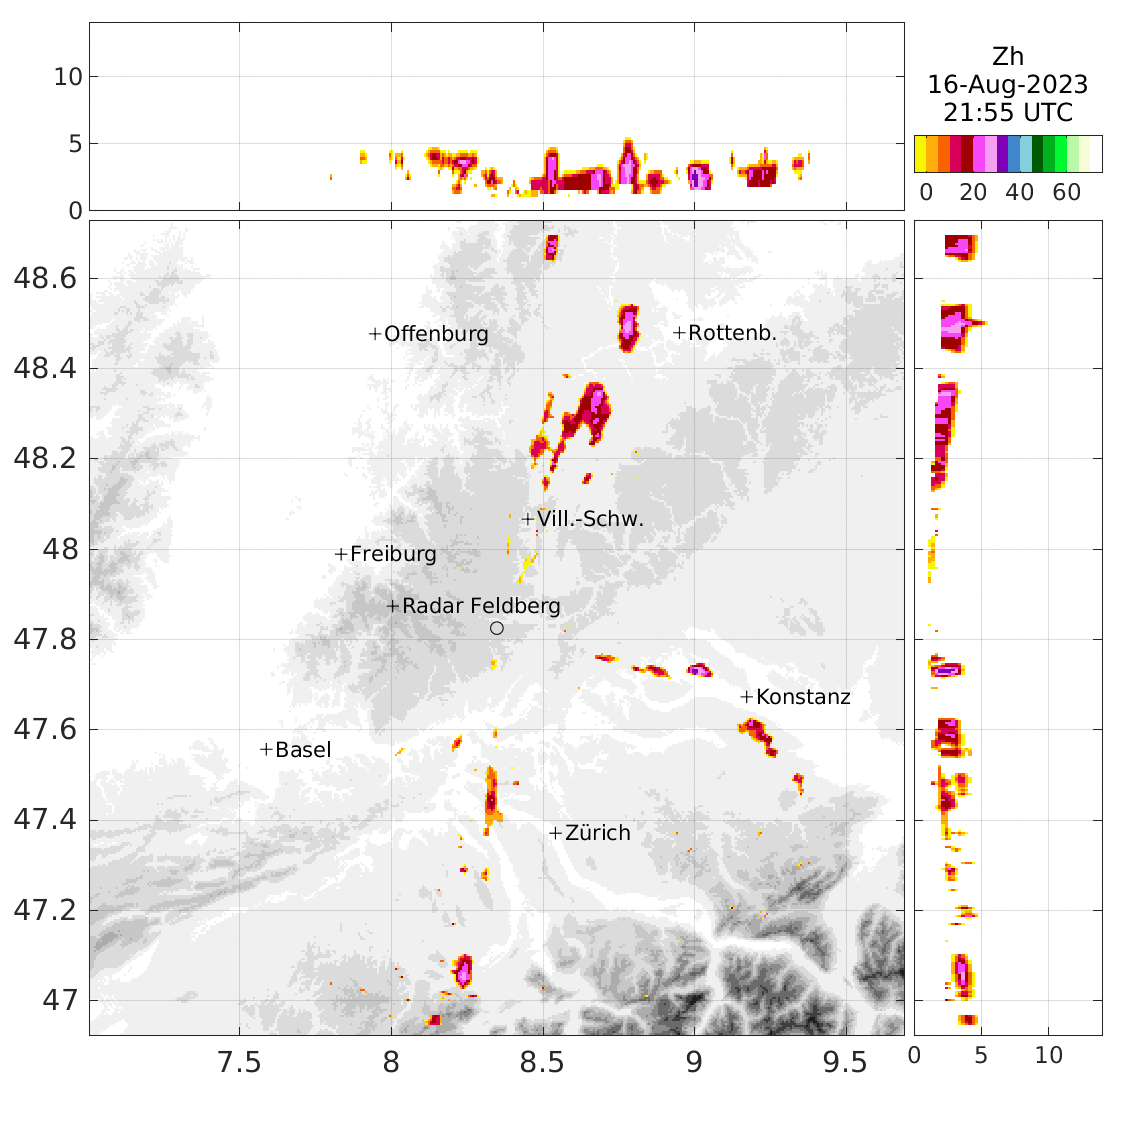 10
5
0
Zh
16-Aug-2023
21:55 UTC
0 20 40 60
48.6
48.4
48.2
48
47.8
47.6
47.4
47.2
47
+Offenburg
+Rottenb.
+Vill.-Schw.
+Freiburg
+Radar Feldberg
+Konstanz
+Basel
+Zürich
7.5 8 8.5 9 9.5
0 5 10